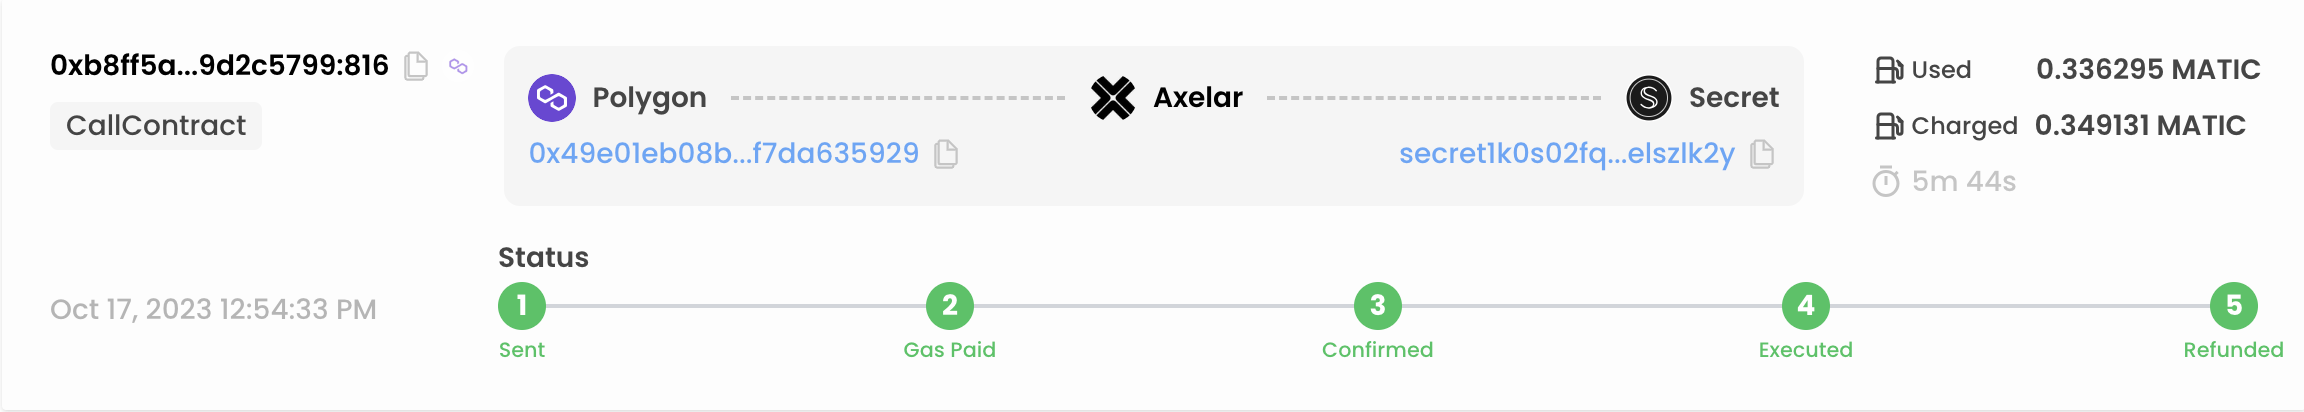 0xb8ff5a...9d2c5799:816
CallContract
Oct 17, 2023 12:54:33 PM
Polygon
Axelar
Secret
0x49e01eb08b...f7da635929
secret1k0s02fq...elszlk2y
Used 0.336295 MATIC
Charged 0.349131 MATIC
5m 44s
Status
1 2 3 4 5
Sent Gas Paid Confirmed Executed Refunded